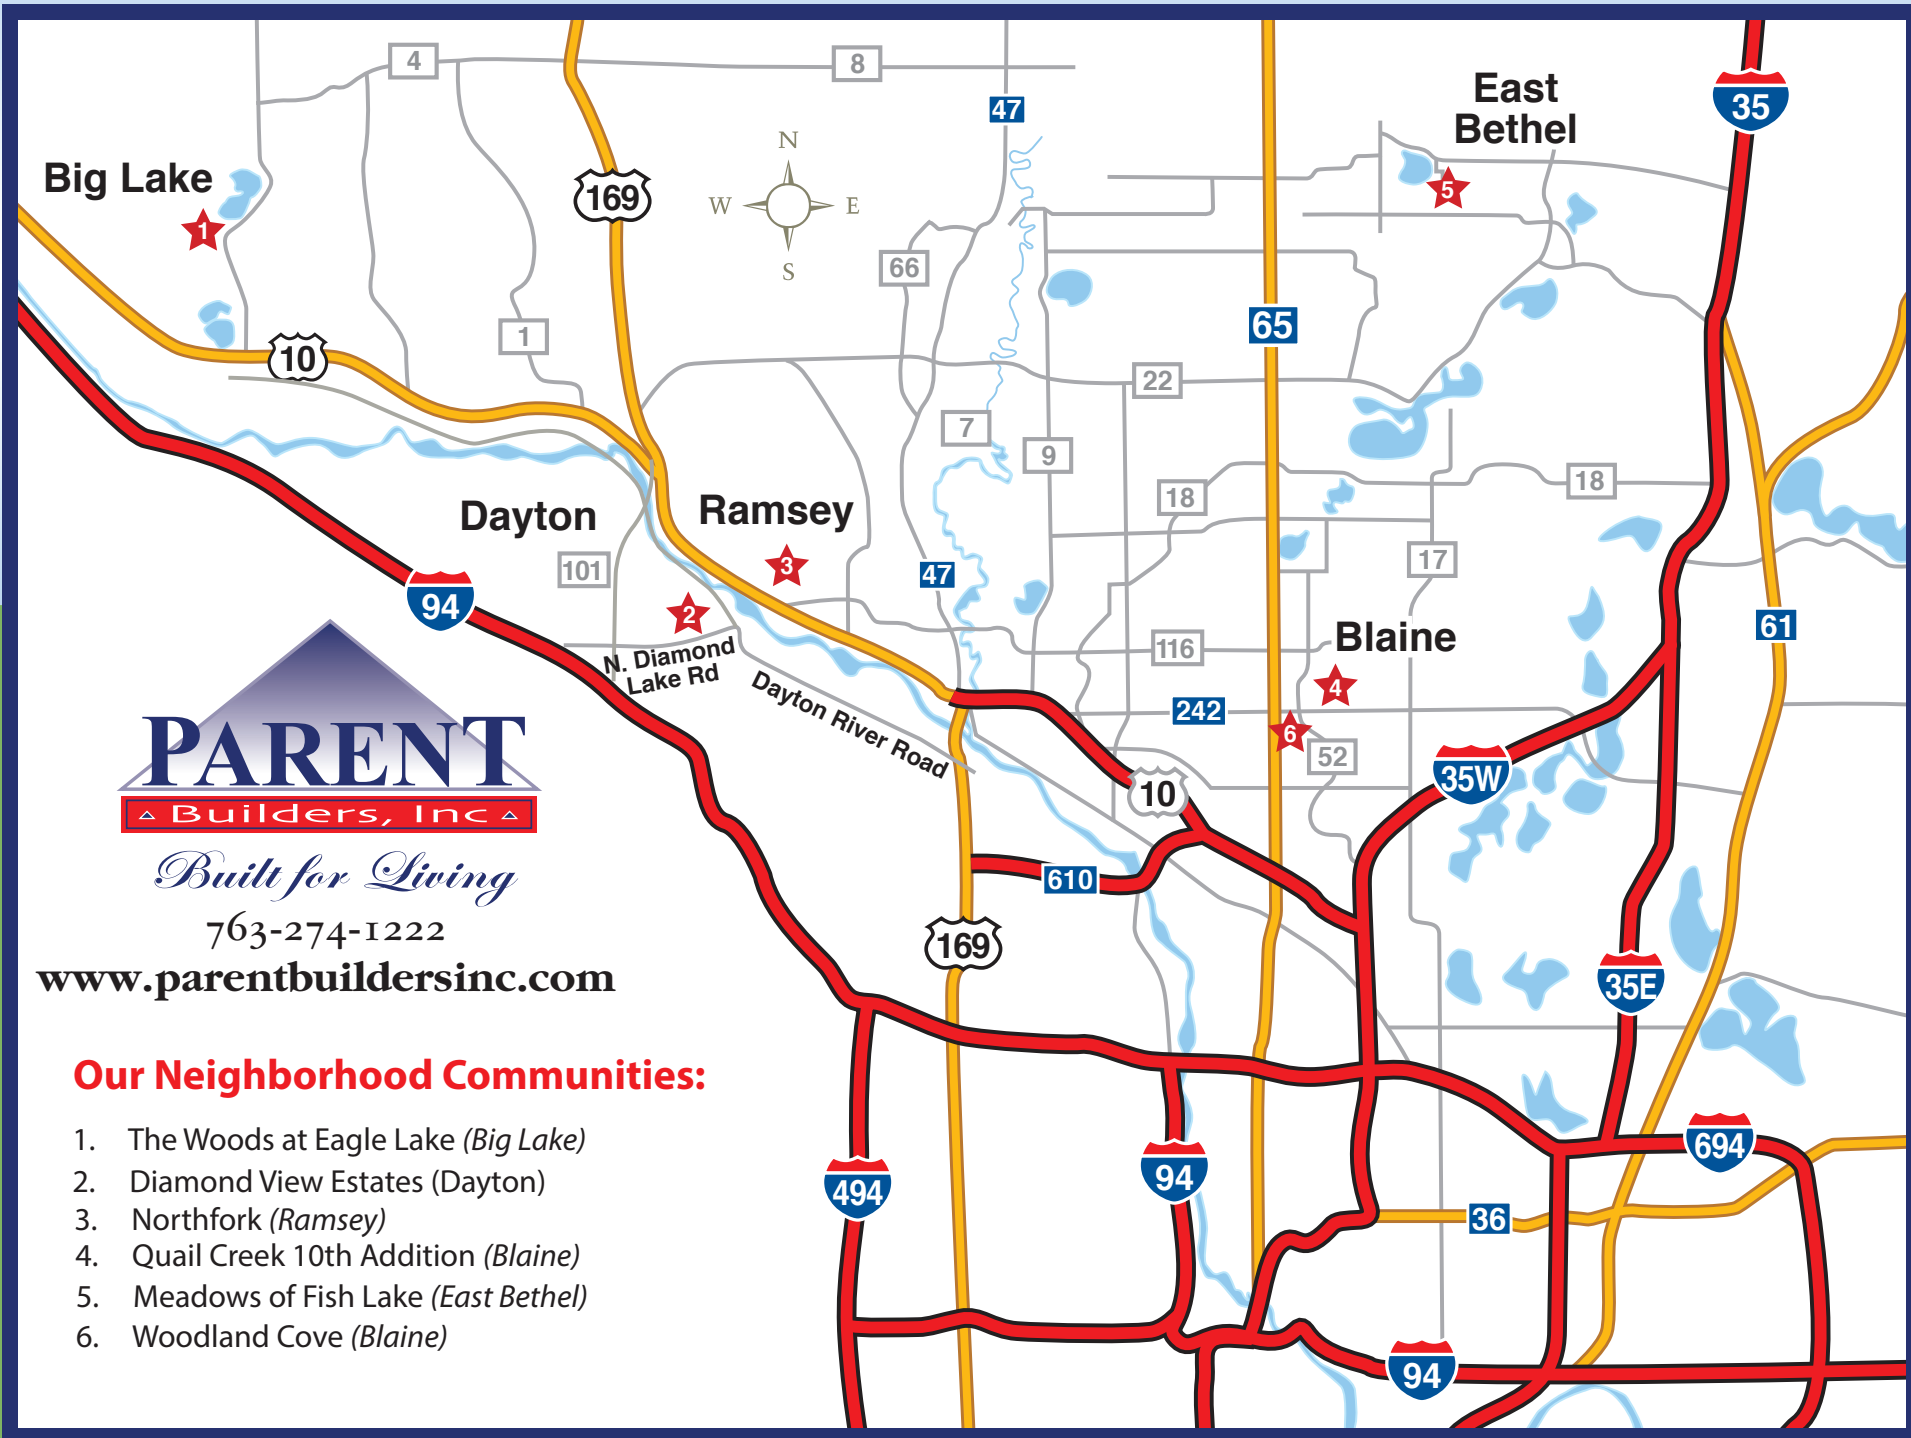 4
8
47
East
Bethel
35
N
W
E
S
Big Lake
169
5
1
66
10
1
65
22
7
9
18
18
Dayton
Ramsey
17
101
3
47
94
2
61
116
Blaine
N. Diamond
Lake Rd
4
Dayton River Road
242
6
52
35W
10
PARENT
Builders, Inc
Built for Living
763-274-1222
www.parentbuildersinc.com
610
169
35E
Our Neighborhood Communities:
1. The Woods at Eagle Lake (Big Lake)
2. Diamond View Estates (Dayton)
3. Northfork (Ramsey)
4. Quail Creek 10th Addition (Blaine)
5. Meadows of Fish Lake (East Bethel)
6. Woodland Cove (Blaine)
694
94
494
36
94